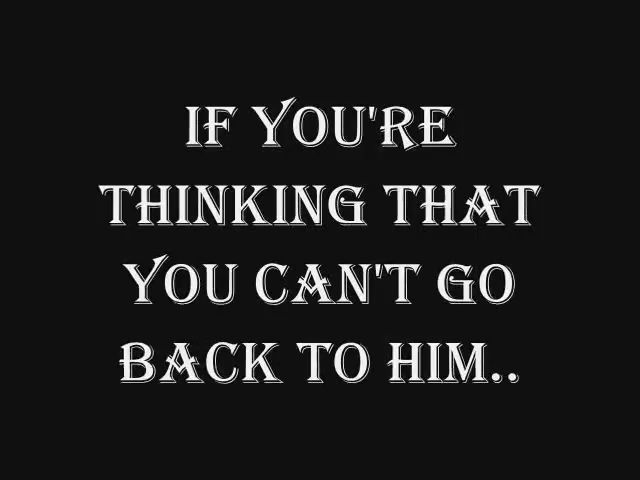 IF YOU'RE
THINKING THAT
YOU CAN'T GO
BACK TO HIM..